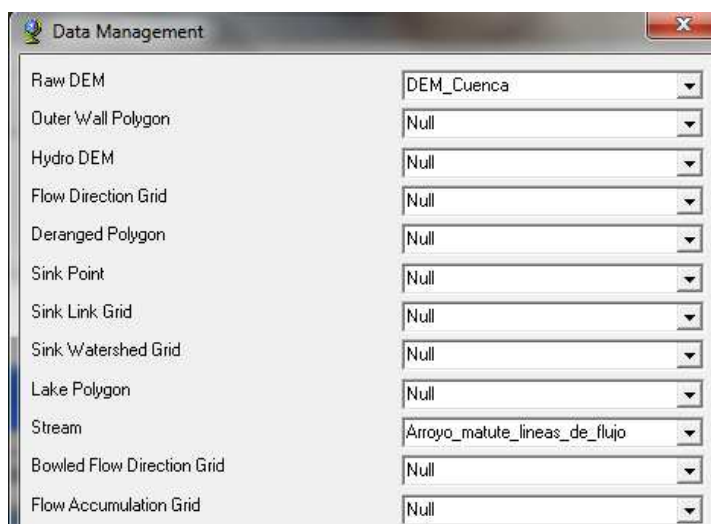 Data Management
Raw DEM DEM_Cuenca
Outer Wall Polygon Null
Hydro DEM Null
Flow Direction Grid Null
Deranged Polygon Null
Sink Point Null
Sink Link Grid Null
Sink Watershed Grid Null
Lake Polygon Null
Stream Arroyo_matute_lineas_de_flujo
Bowled Flow Direction Grid Null
Flow Accumulation Grid Null